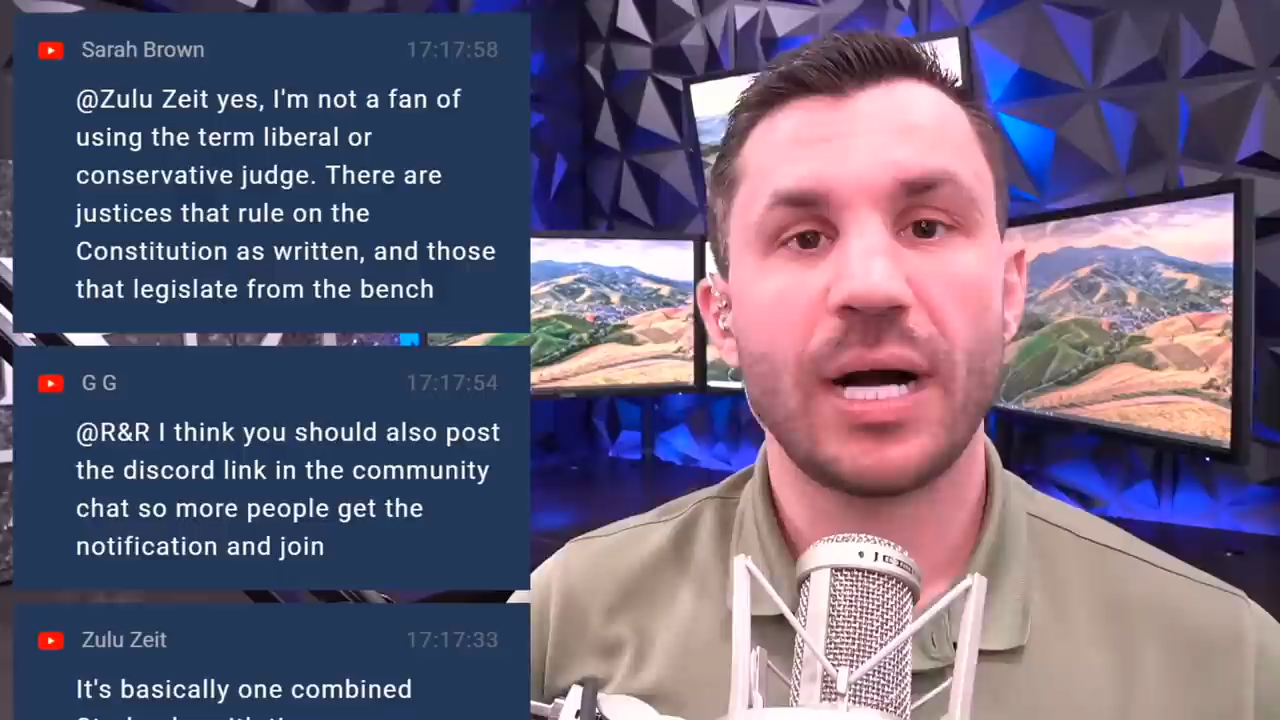 Sarah Brown 17:17:58
@Zulu Zeit yes, I'm not a fan of
using the term liberal or
conservative judge. There are
justices that rule on the
Constitution as written, and those
that legislate from the bench
G G 17:17:54
@R&R I think you should also post
the discord link in the community
chat so more people get the
notification and join
Zulu Zeit 17:17:33
It's basically one combined